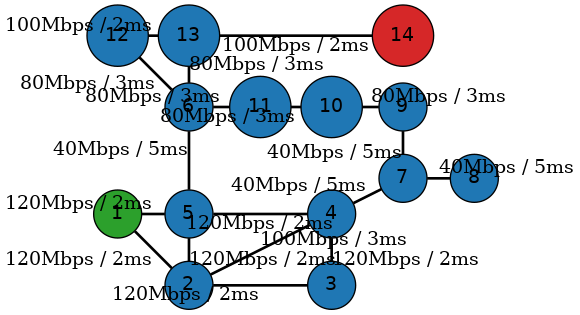 100Mbps / 2ms
12
13
14
100Mbps / 2ms
80Mbps / 3ms
80Mbps / 3ms
80Mbps / 3ms
80Mbps / 3ms
6
11
10
9
80Mbps / 3ms
40Mbps / 5ms
40Mbps / 5ms
40Mbps / 5ms
7
8
40Mbps / 5ms
120Mbps / 2ms
1
5
4
120Mbps / 2ms
100Mbps / 3ms
120Mbps / 2ms
120Mbps / 2ms
120Mbps / 2ms
2
3
120Mbps / 2ms